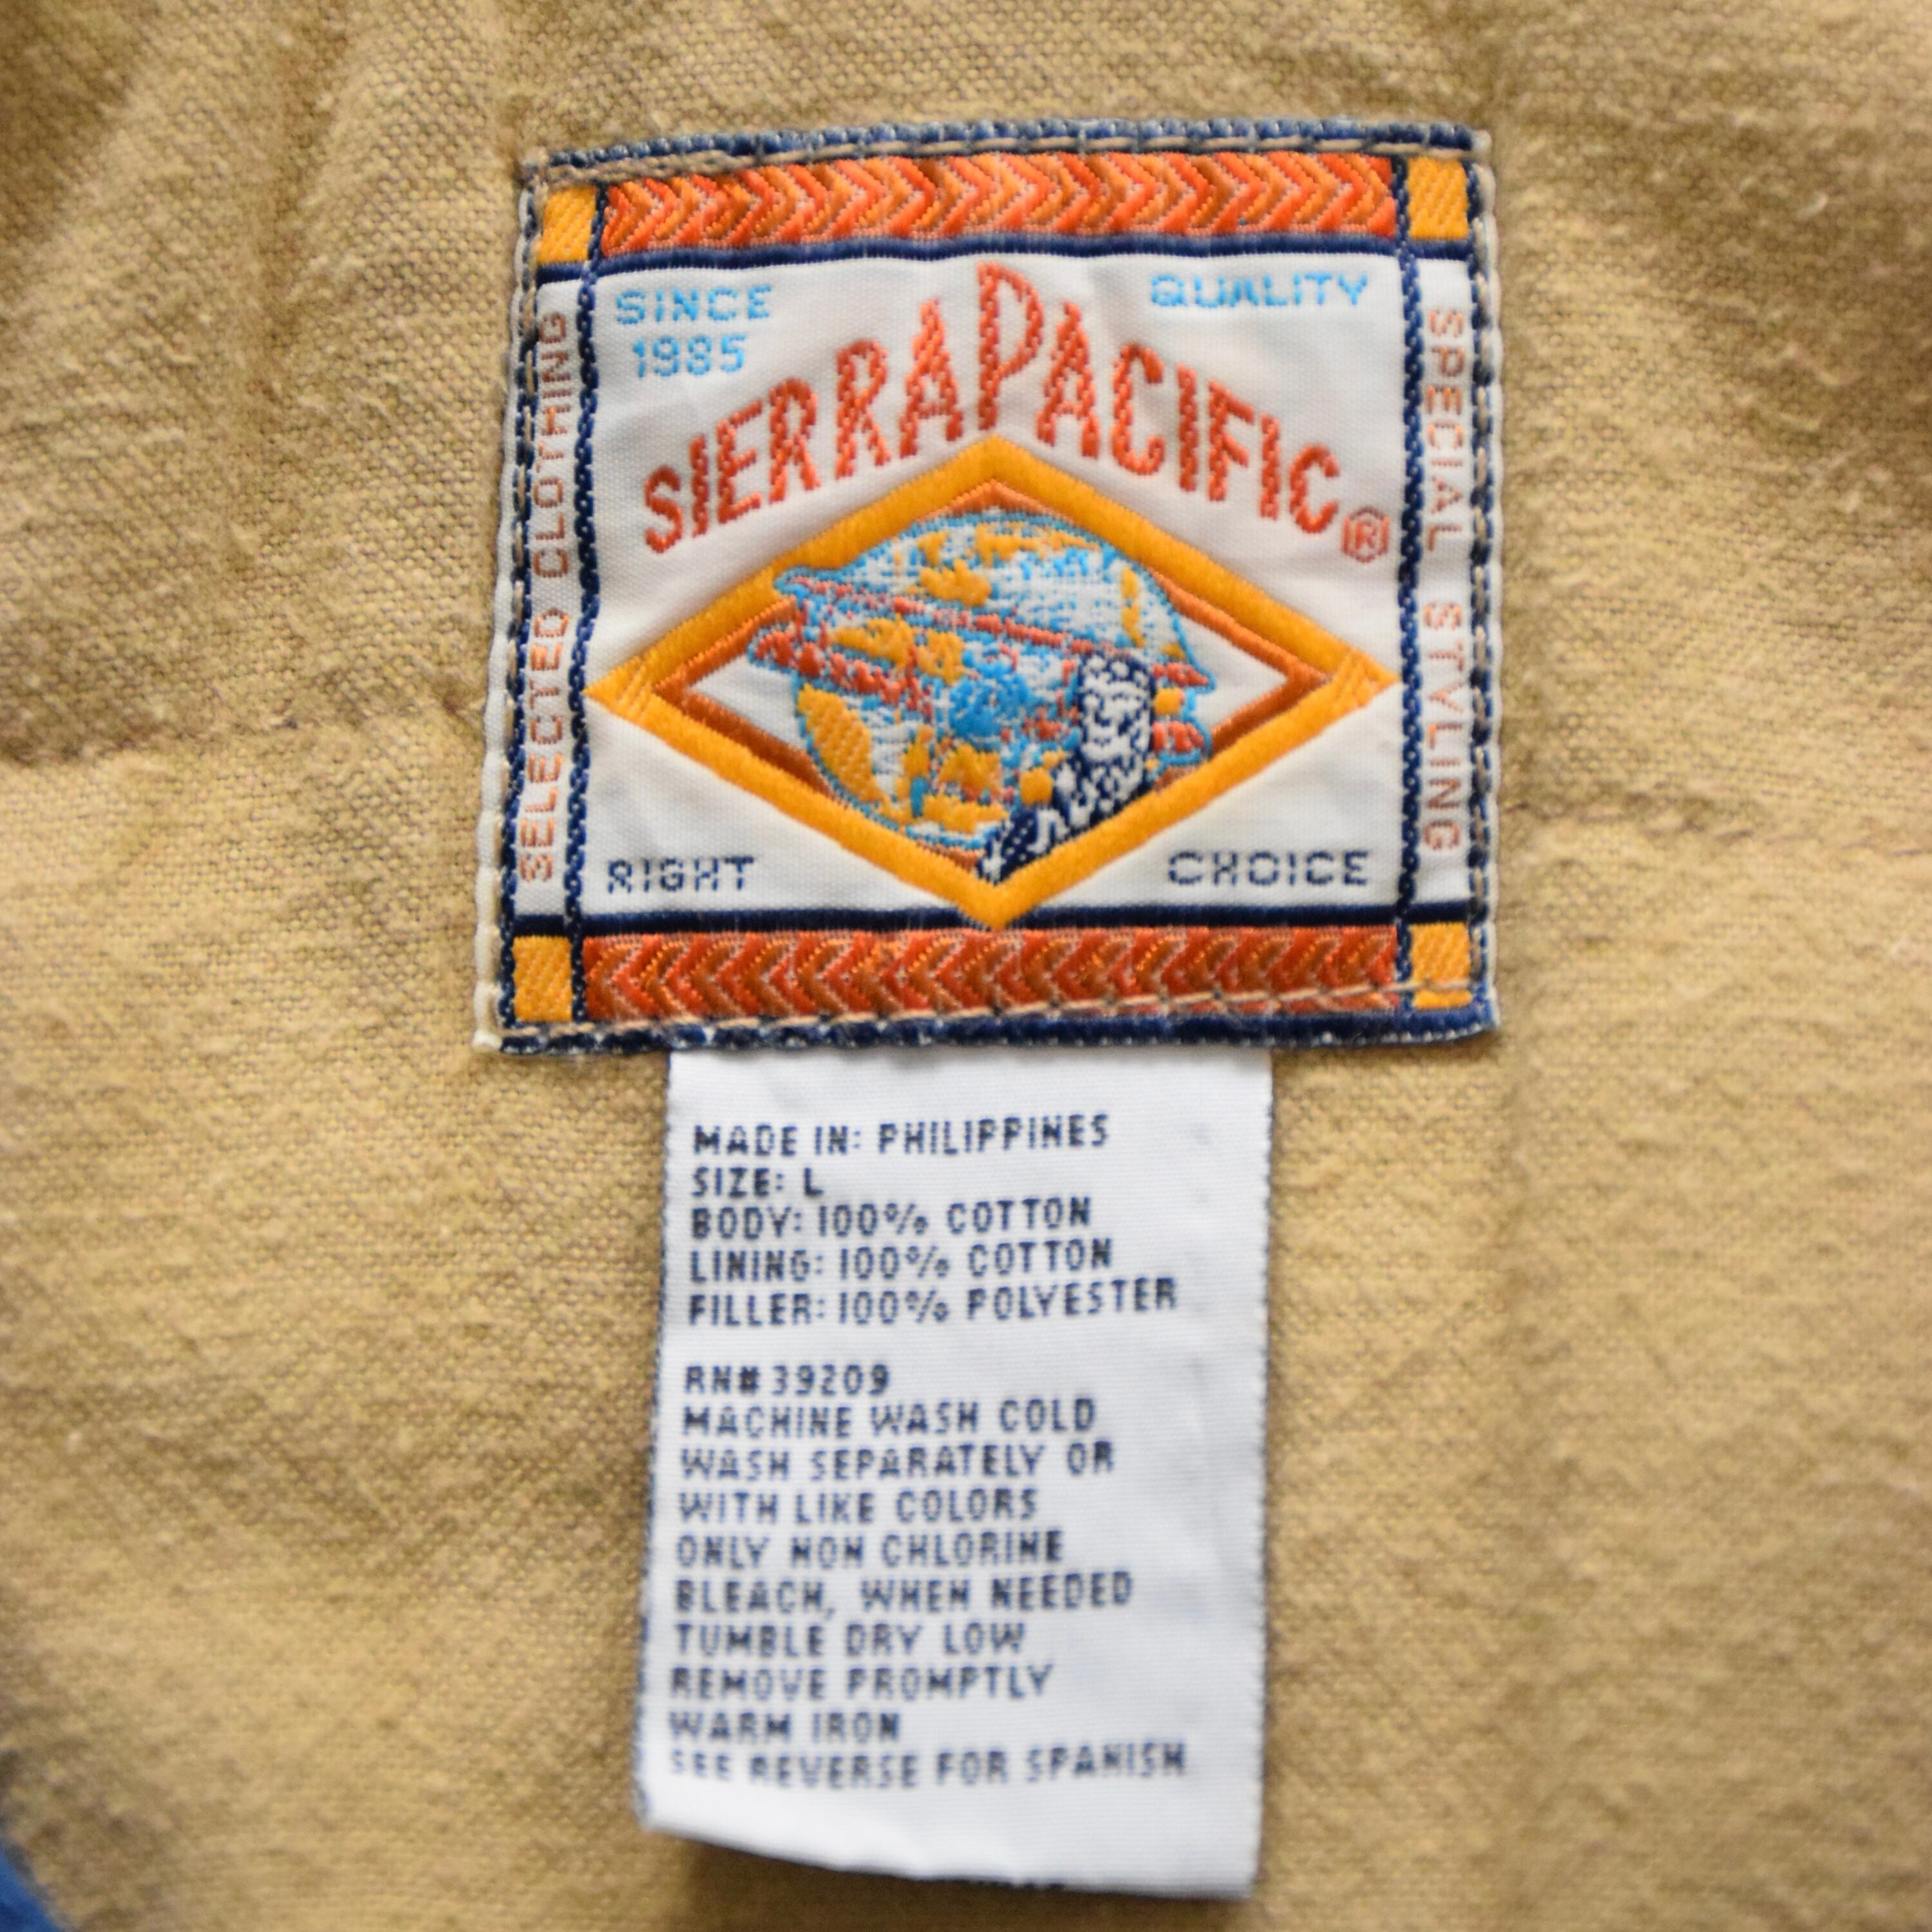 SINCE
1985
QUALITY
SIERRA PACIFIC®
SELECTED CLOTHING
SPECIAL STYLING
RIGHT
CHOICE
MADE IN: PHILIPPINES
SIZE: L
BODY: 100% COTTON
LINING: 100% COTTON
FILLER: 100% POLYESTER
RN# 39209
MACHINE WASH COLD
WASH SEPARATELY OR
WITH LIKE COLORS
ONLY NON CHLORINE
BLEACH, WHEN NEEDED
TUMBLE DRY LOW
REMOVE PROMPTLY
WARM IRON
SEE REVERSE FOR SPANISH